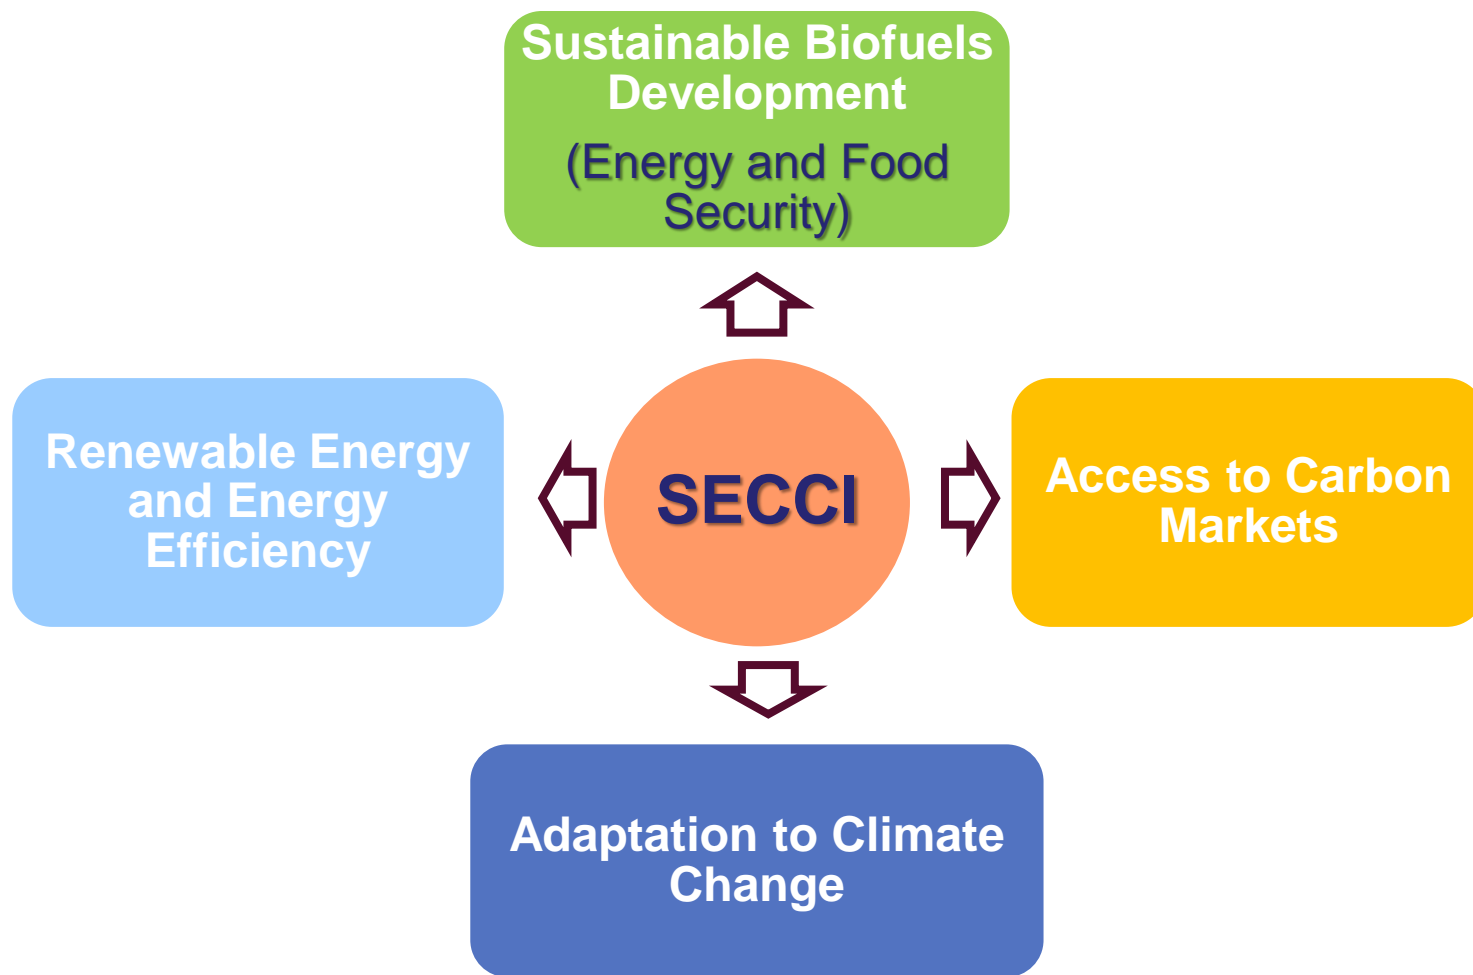 Sustainable Biofuels
Development
(Energy and Food
Security)
Renewable Energy
and Energy
Efficiency
SECCI
Access to Carbon
Markets
Adaptation to Climate
Change